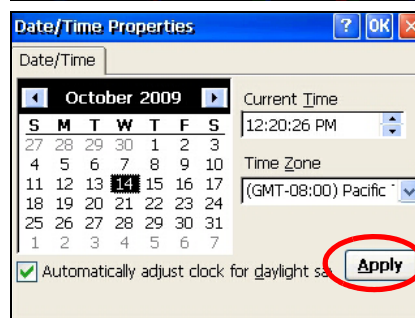 Date/Time Properties ? OK ×
Date/Time
October 2009
S M T W T F S
27 28 29 30 1 2 3
4 5 6 7 8 9 10
11 12 13 14 15 16 17
18 19 20 21 22 23 24
25 26 27 28 29 30 31
1 2 3 4 5 6 7
Current Time
12:20:26 PM
Time Zone
(GMT-08:00) Pacific
Automatically adjust clock for daylight
Apply